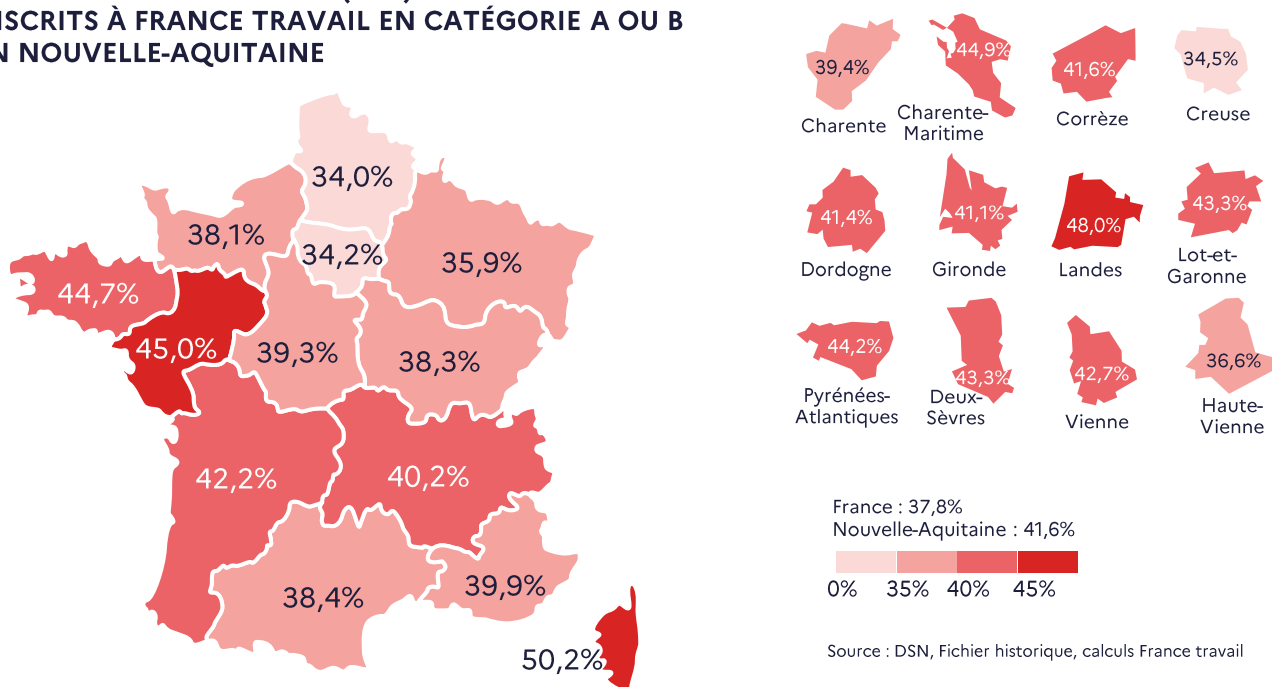 ISCRITS À FRANCE TRAVAIL EN CATÉGORIE A OU B
N NOUVELLE-AQUITAINE
34,0%
38,1%
34,2%
35,9%
44,7%
45,0%
39,3%
38,3%
42,2%
40,2%
38,4%
39,9%
50,2%
39,4%
Charente
44,9%
Charente-
Maritime
41,6%
Corrèze
34,5%
Creuse
41,4%
Dordogne
41,1%
Gironde
48,0%
Landes
43,3%
Lot-et-
Garonne
44,2%
Pyrénées-
Atlantiques
43,3%
Deux-
Sèvres
42,7%
Vienne
36,6%
Haute-
Vienne
France : 37,8%
Nouvelle-Aquitaine : 41,6%
0% 35% 40% 45%
Source : DSN, Fichier historique, calculs France travail